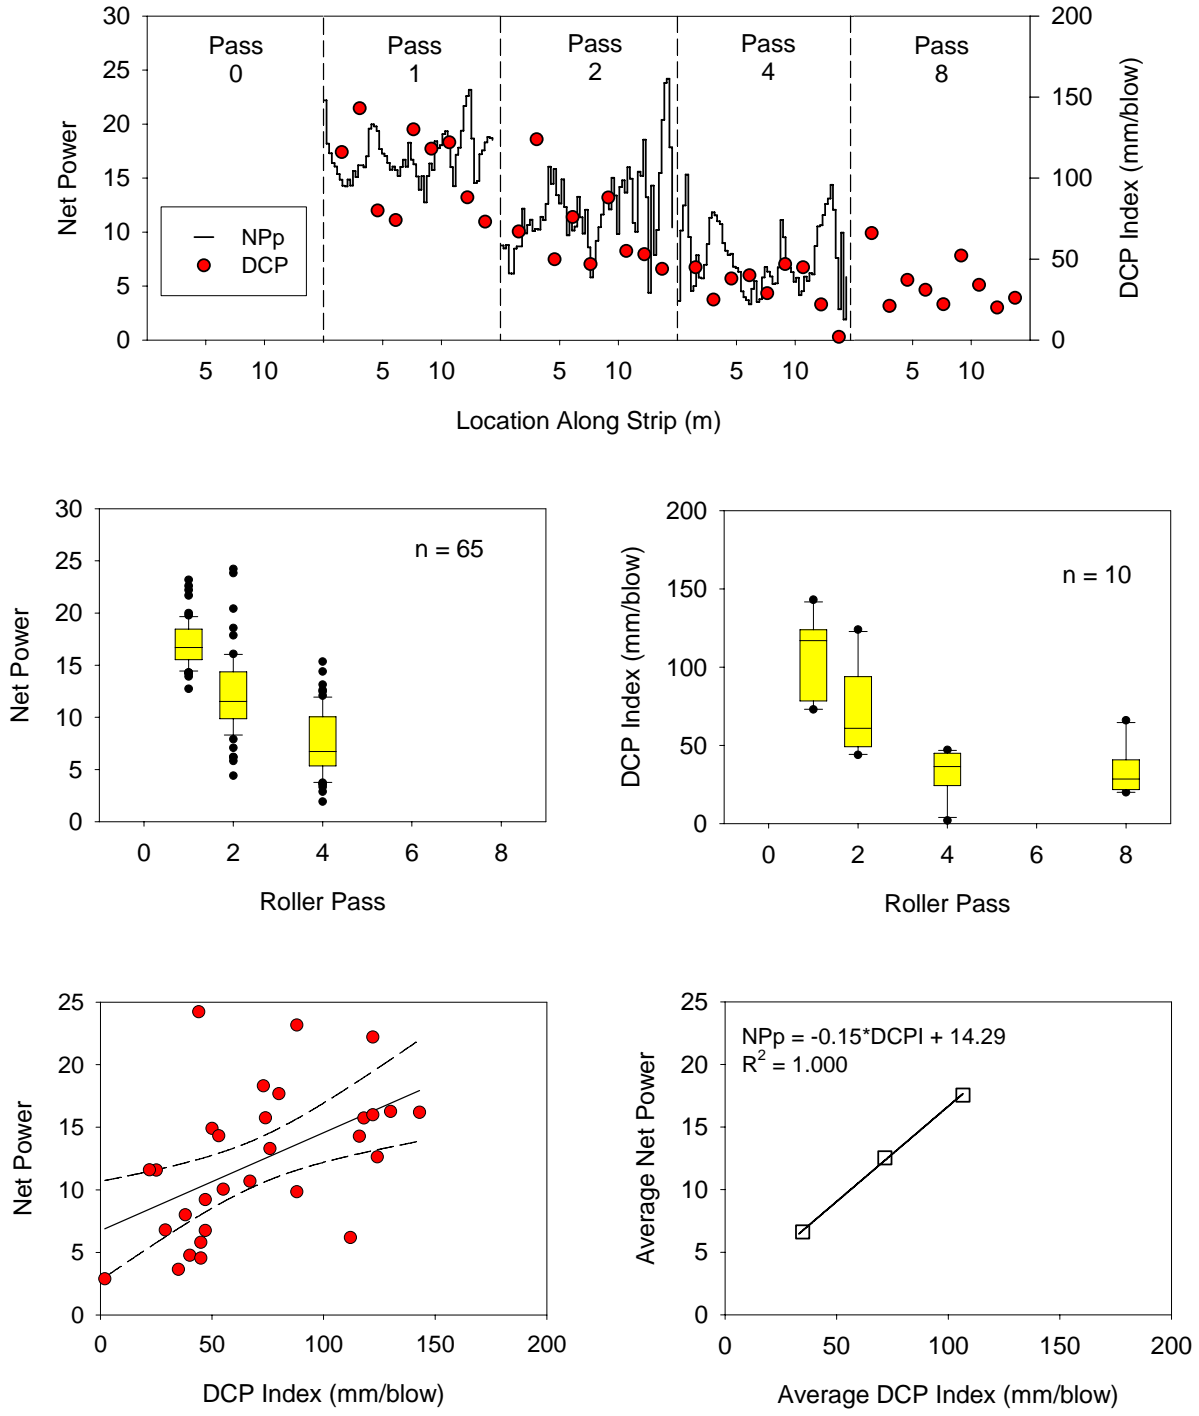 30
25
20
15
10
5
0
Net Power
Pass
0
Pass
1
Pass
2
Pass
4
Pass
8
NPp
DCP
200
150
100
50
0
DCP Index (mm/blow)
5 10 5 10 5 10 5 10 5 10
Location Along Strip (m)
30
25
20
15
10
5
0
Net Power
n = 65
0 2 4 6 8
Roller Pass
200
150
100
50
0
DCP Index (mm/blow)
n = 10
0 2 4 6 8
Roller Pass
25
20
15
10
5
0
Net Power
0 50 100 150 200
DCP Index (mm/blow)
25
20
15
10
5
0
Average Net Power
NPp = -0.15*DCPI + 14.29
R² = 1.000
0 50 100 150 200
Average DCP Index (mm/blow)